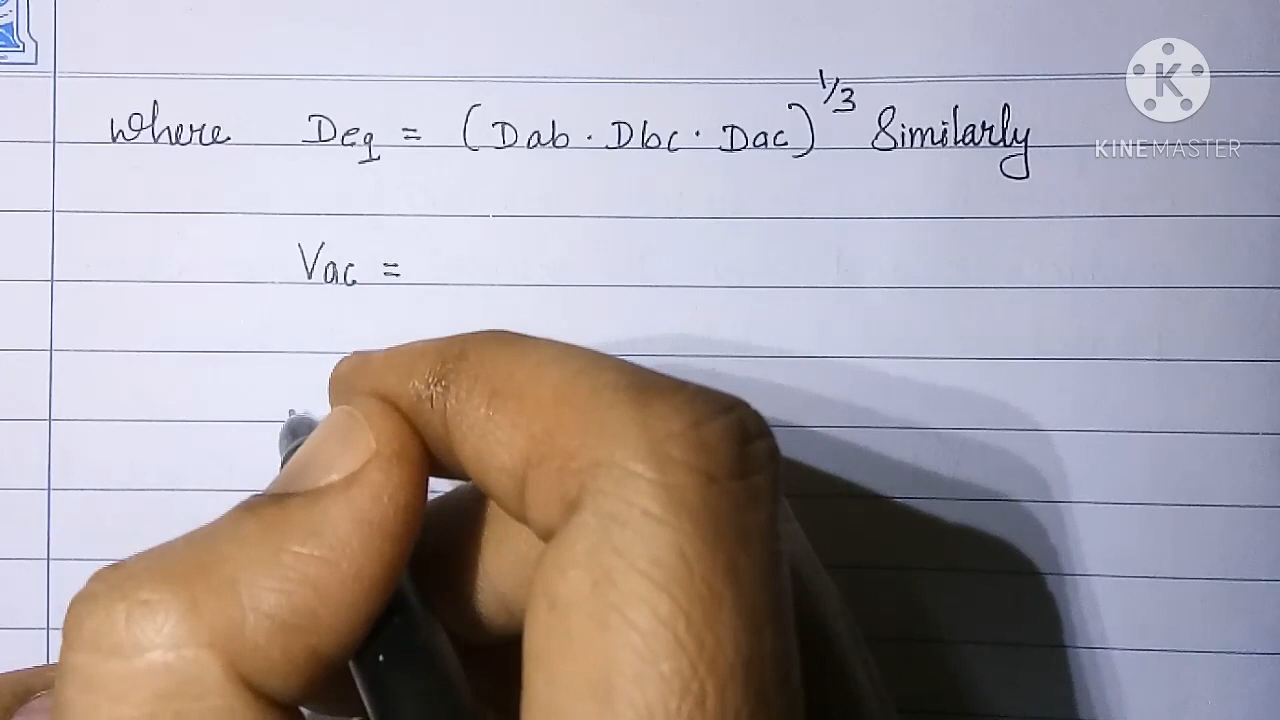 where Deq = (Dab . Dbc . Dac)^1/3 Similarly
KINEMASTER
Vac =